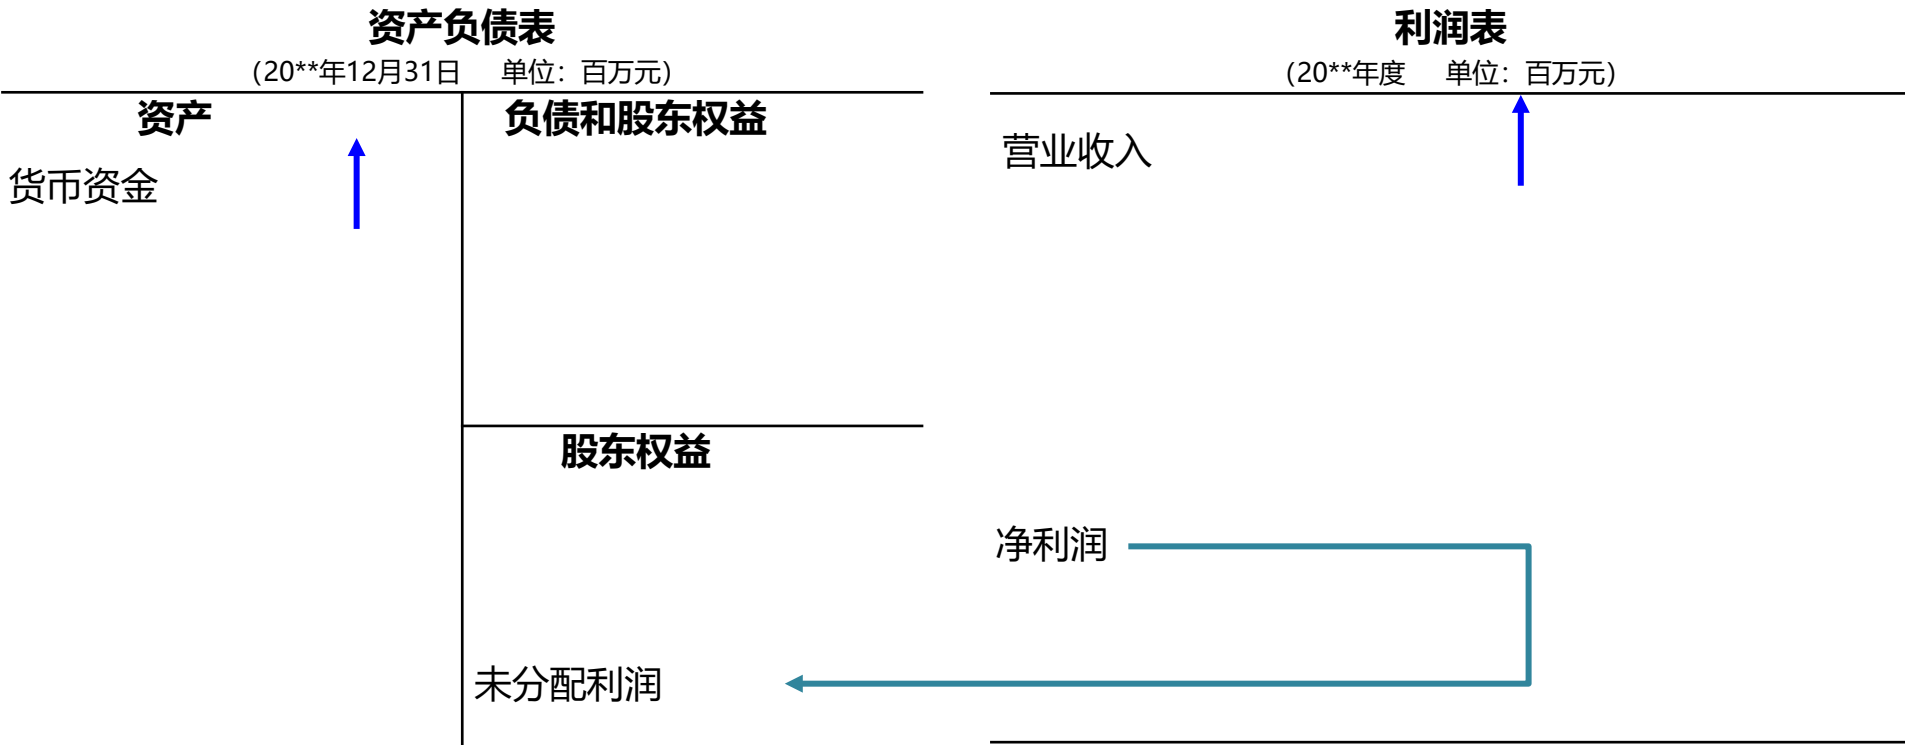 资产负债表
（20**年12月31日 单位：百万元）
资产
负债和股东权益
货币资金
股东权益
未分配利润
利润表
（20**年度 单位：百万元）
营业收入
净利润